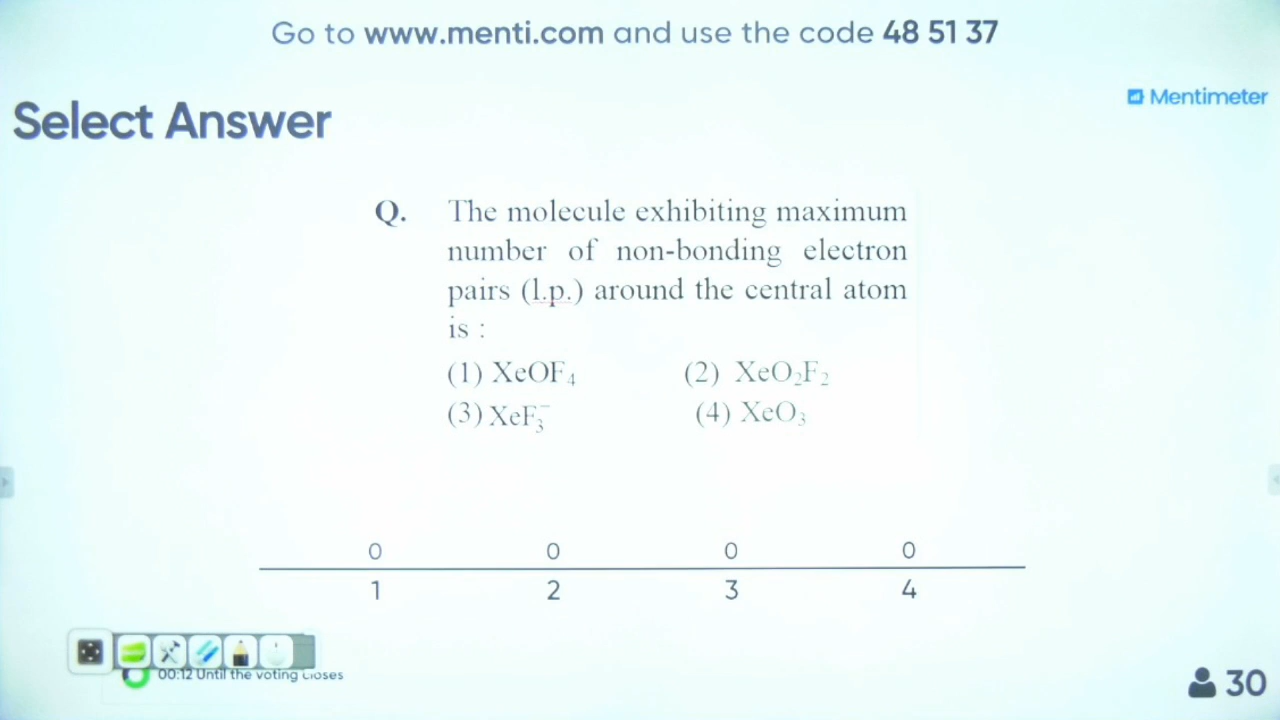 Go to www.menti.com and use the code 48 51 37
Mentimeter
Select Answer
Q. The molecule exhibiting maximum
number of non-bonding electron
pairs (l.p.) around the central atom
is :
(1) XeOF₄ (2) XeO₂F₂
(3) XeF₃⁻ (4) XeO₃
0 0 0 0
1 2 3 4
00:12 Until the voting closes
30